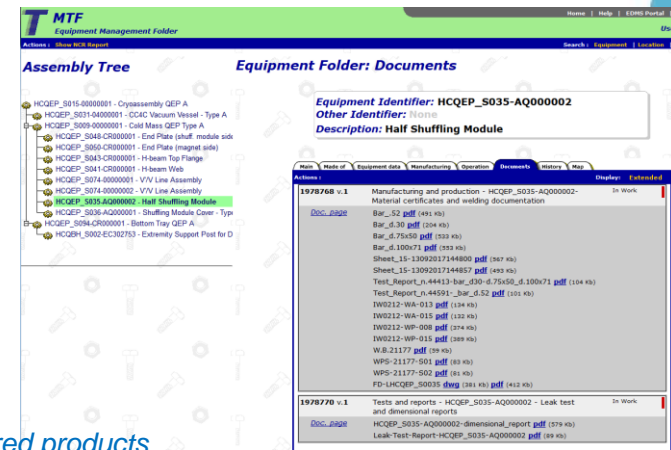 MTF
Equipment Management Folder
Home | Help | EDMS Portal |
Us
Actions : Show NCR Report
Search : Equipment | Location |
Assembly Tree
HCQEP_S015-00000001 - Cryoassembly QEP A
HCQEP_S031-04000001 - CC4C Vacuum Vessel - Type A
HCQEP_S009-00000001 - Cold Mass QEP Type A
HCQEP_S048-CR000001 - End Plate (shuff. module side
HCQEP_S050-CR000001 - End Plate (magnet side)
HCQEP_S043-CR000001 - H-beam Top Flange
HCQEP_S041-CR000001 - H-beam Web
HCQEP_S074-00000001 - V/V Line Assembly
HCQEP_S074-00000002 - V/V Line Assembly
HCQEP_S035-AQ000002 - Half Shuffling Module
HCQEP_S036-AQ000001 - Shuffling Module Cover - Typ
HCQEP_S094-CR000001 - Bottom Tray QEP A
HCQBH_S002-EC302753 - Extremity Support Post for D
Equipment Folder: Documents
Equipment Identifier: HCQEP_S035-AQ000002
Other Identifier: None
Description: Half Shuffling Module
Main Made of Equipment data Manufacturing Operation Documents History Map
Actions : Display: Extended
1978768 v.1 Manufacturing and production - HCQEP_S035-AQ000002- In Work
Material certificates and welding documentation
Doc. page Bar_.52 pdf (491 Kb)
Bar_d.30 pdf (204 Kb)
Bar_d.75x50 pdf (533 Kb)
Bar_d.100x71 pdf (553 Kb)
Sheet_15-13092017144800 pdf (567 Kb)
Sheet_15-13092017144857 pdf (493 Kb)
Test_Report_n.44413-bar_d30-d.75x50_d.100x71 pdf (104 Kb)
Test_Report_n.44591-_bar_d.52 pdf (101 Kb)
IW0212-WA-013 pdf (134 Kb)
IW0212-WA-015 pdf (132 Kb)
IW0212-WP-008 pdf (374 Kb)
IW0212-WP-015 pdf (389 Kb)
W.B.21177 pdf (59 Kb)
WPS-21177-S01 pdf (83 Kb)
WPS-21177-S02 pdf (81 Kb)
FD-LHCQEP_S0035 dwg (381 Kb) pdf (412 Kb)
1978770 v.1 Tests and reports - HCQEP_S035-AQ000002 - Leak test In Work
and dimensional reports
Doc. page HCQEP_S035-AQ000002-dimensional_report pdf (579 Kb)
Leak-Test-Report-HCQEP_S035-AQ000002 pdf (89 Kb)
red products